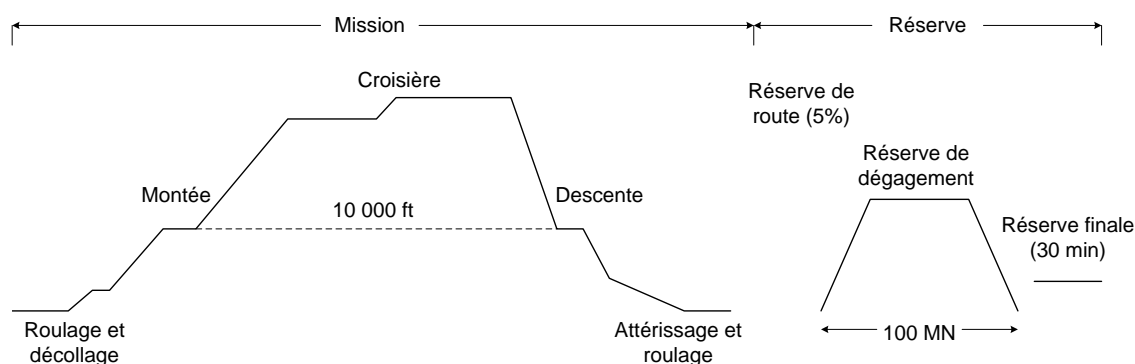 Mission
Réserve
Croisière
Réserve de
route (5%)
Réserve de
dégagement
Montée
10 000 ft
Descente
Réserve finale
(30 min)
Roulage et
décollage
Attérissage et
roulage
100 MN